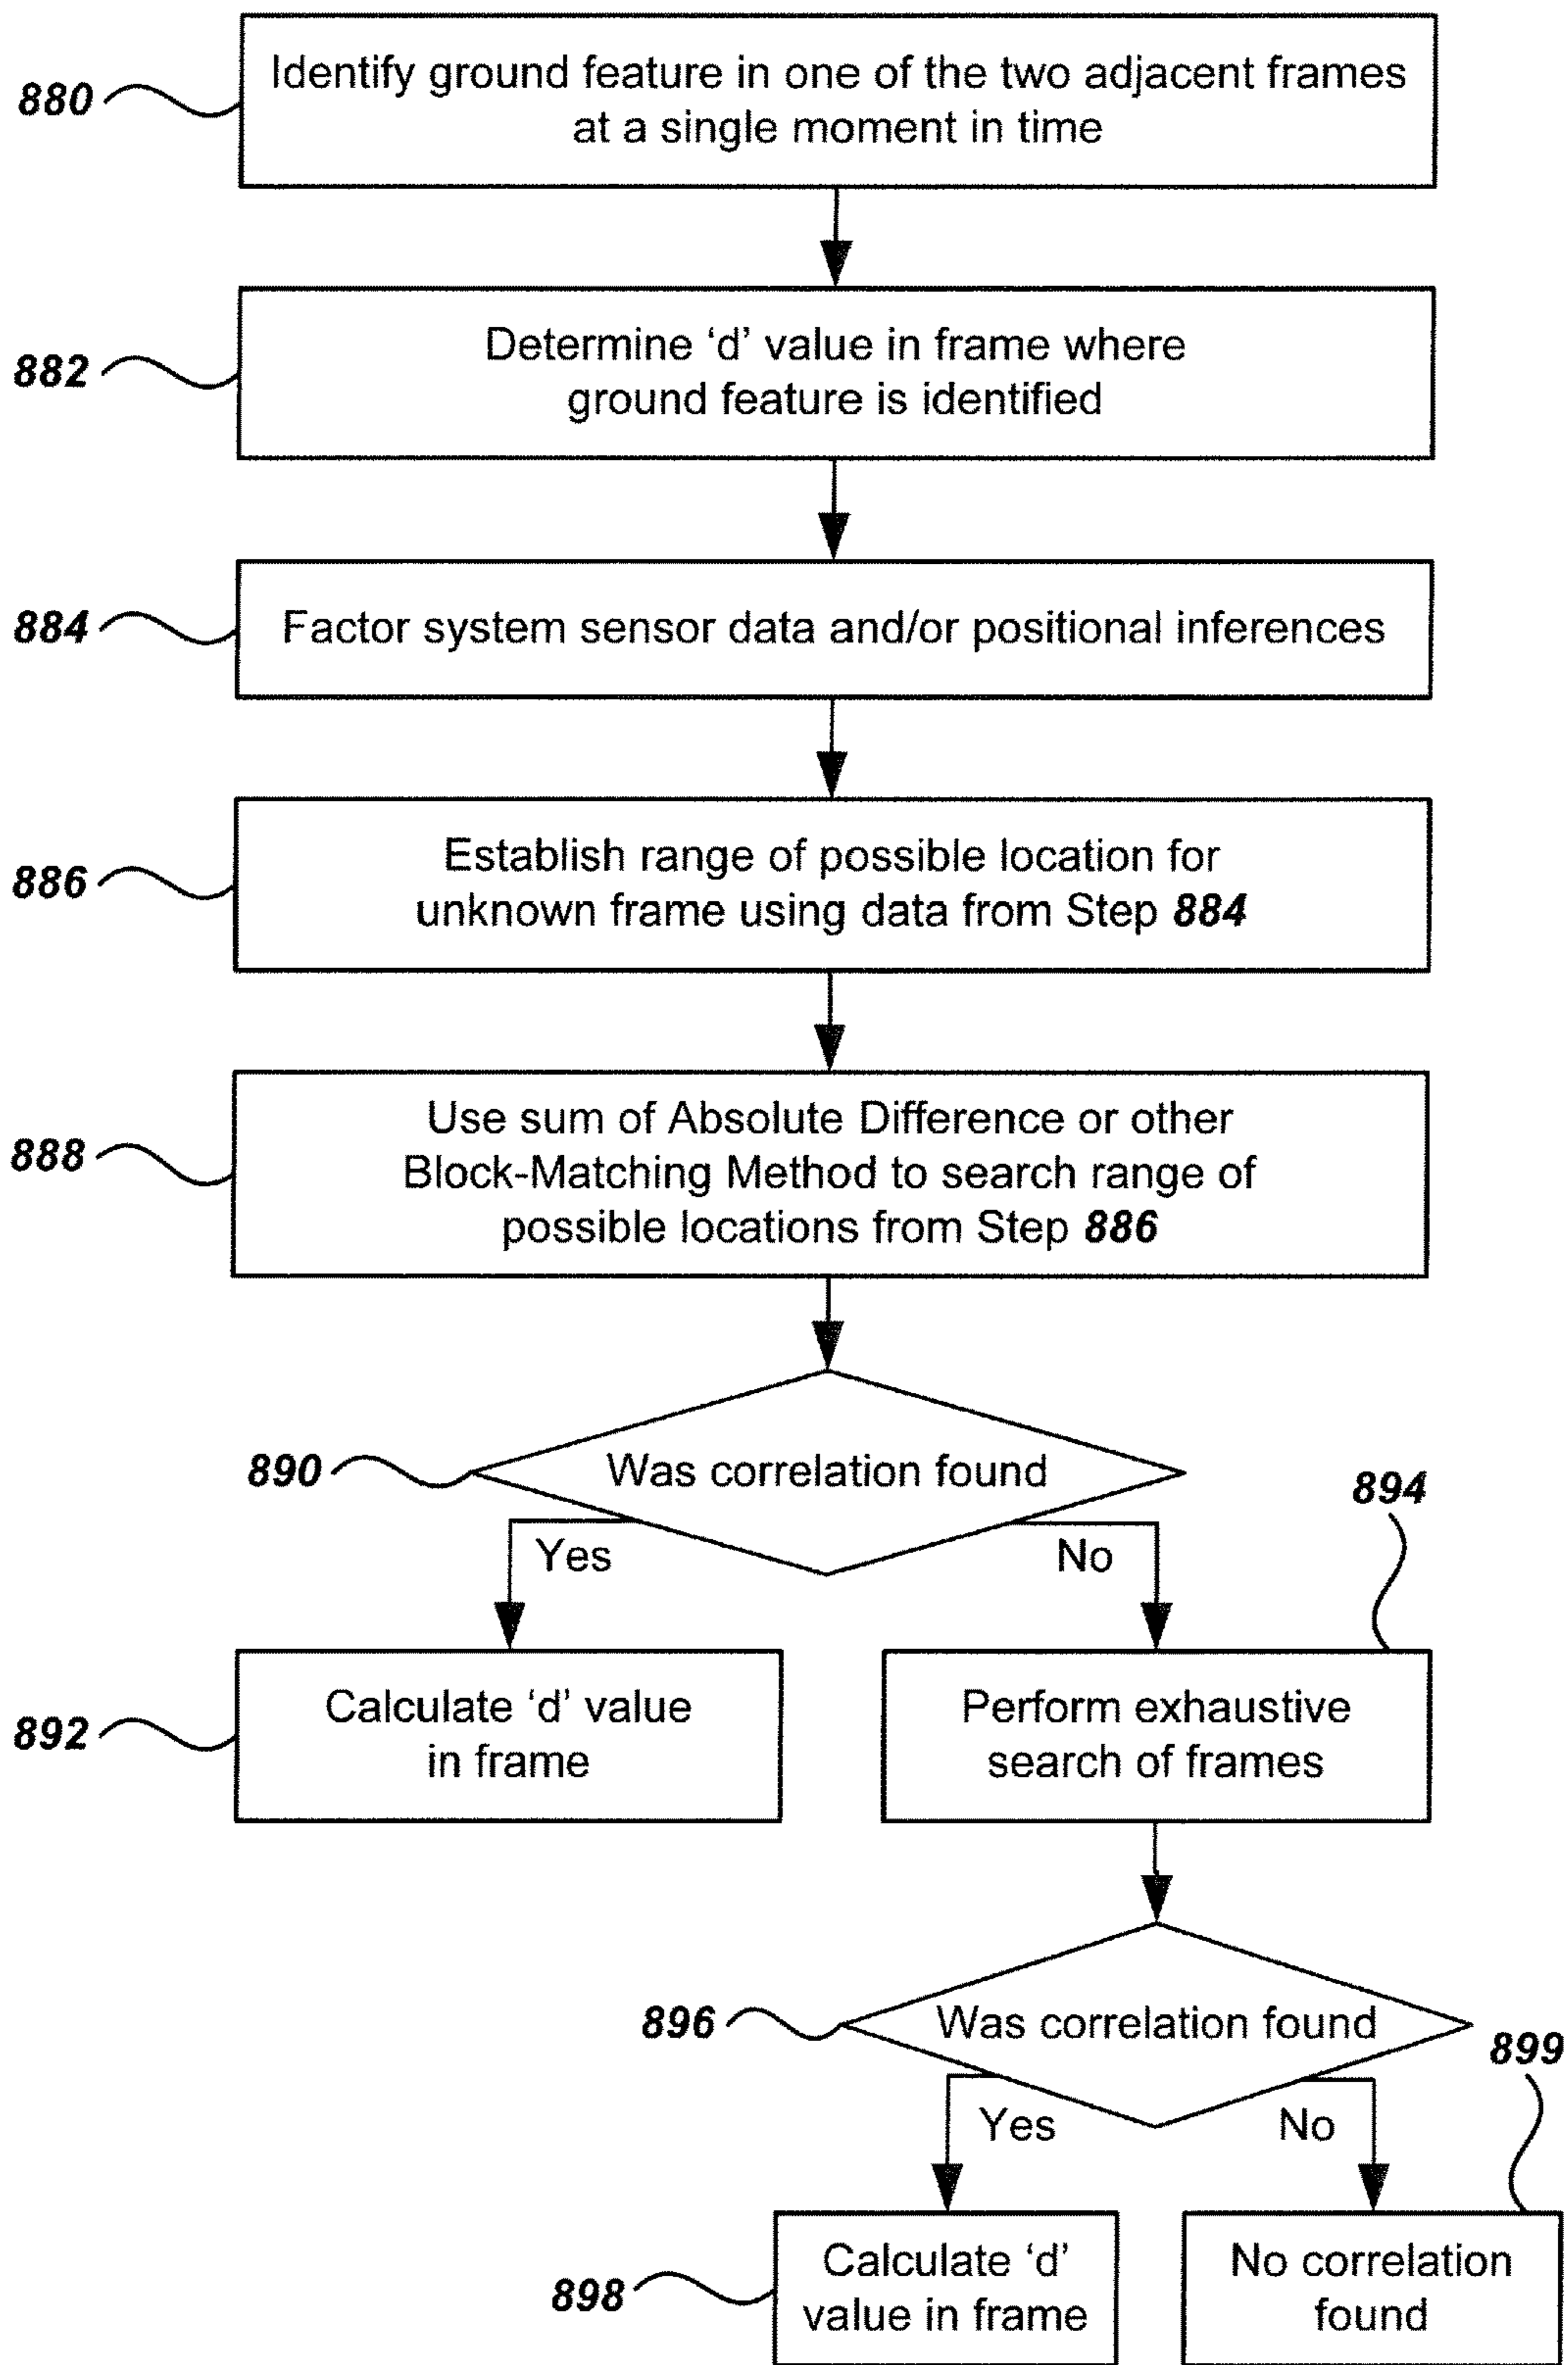 880
Identify ground feature in one of the two adjacent frames
at a single moment in time
882
Determine ‘d’ value in frame where
ground feature is identified
884
Factor system sensor data and/or positional inferences
886
Establish range of possible location for
unknown frame using data from Step 884
888
Use sum of Absolute Difference or other
Block-Matching Method to search range of
possible locations from Step 886
890
Was correlation found
894
Yes
No
892
Calculate ‘d’ value
in frame
Perform exhaustive
search of frames
896
Was correlation found
899
Yes
No
898
Calculate ‘d’
value in frame
No correlation
found